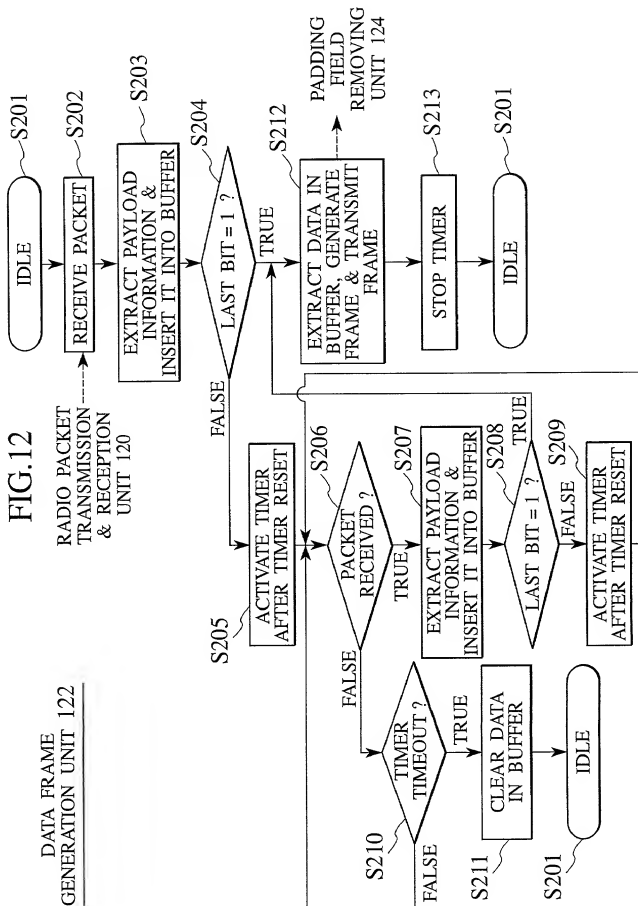 FIG.12
DATA FRAME
GENERATION UNIT 122
RADIO PACKET
TRANSMISSION
& RECEPTION
UNIT 120
IDLE
S201
RECEIVE PACKET
S202
EXTRACT PAYLOAD
INFORMATION &
INSERT IT INTO BUFFER
S203
LAST BIT = 1 ?
S204
FALSE
TRUE
ACTIVATE TIMER
AFTER TIMER RESET
S205
PACKET
RECEIVED ?
S206
FALSE
TRUE
EXTRACT PAYLOAD
INFORMATION &
INSERT IT INTO BUFFER
S207
LAST BIT = 1 ?
S208
TRUE
FALSE
ACTIVATE TIMER
AFTER TIMER RESET
S209
TIMER
TIMEOUT ?
S210
FALSE
TRUE
CLEAR DATA
IN BUFFER
S211
IDLE
S201
EXTRACT DATA IN
BUFFER, GENERATE
FRAME & TRANSMIT
FRAME
S212
PADDING
FIELD
REMOVING
UNIT 124
STOP TIMER
S213
IDLE
S201